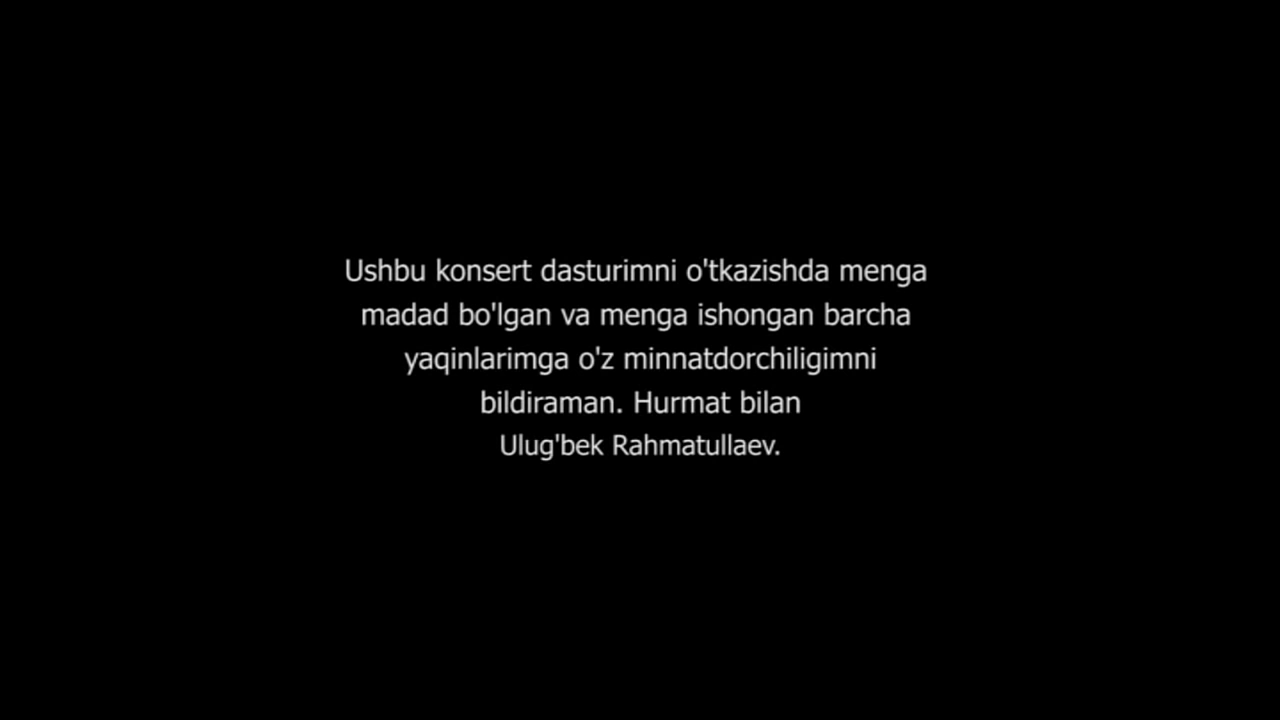 Ushbu konsert dasturimni o'tkazishda menga
madad bo'lgan va menga ishongan barcha
yaqinlarimga o'z minnatdorchiligimni
bildiraman. Hurmat bilan
Ulug'bek Rahmatullaev.